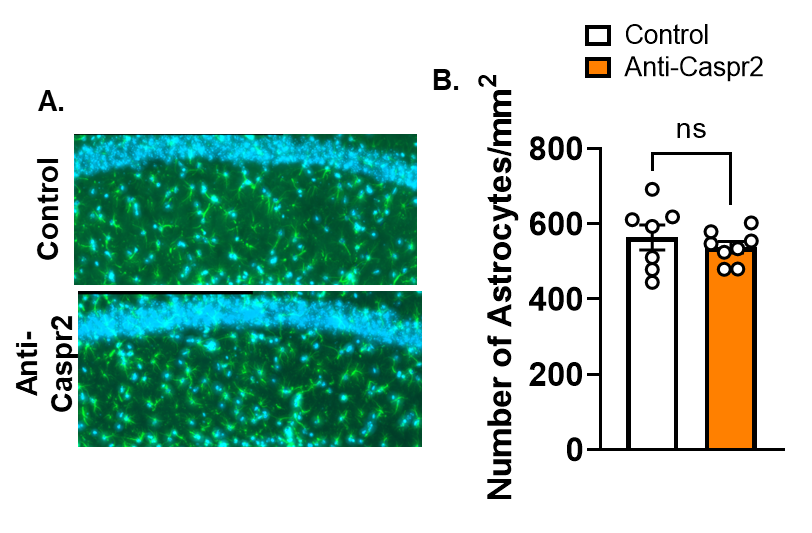 A.
Control
Anti-
Caspr2
B.
Control
Anti-Caspr2
Number of Astrocytes/mm²
ns
800
600
400
200
0